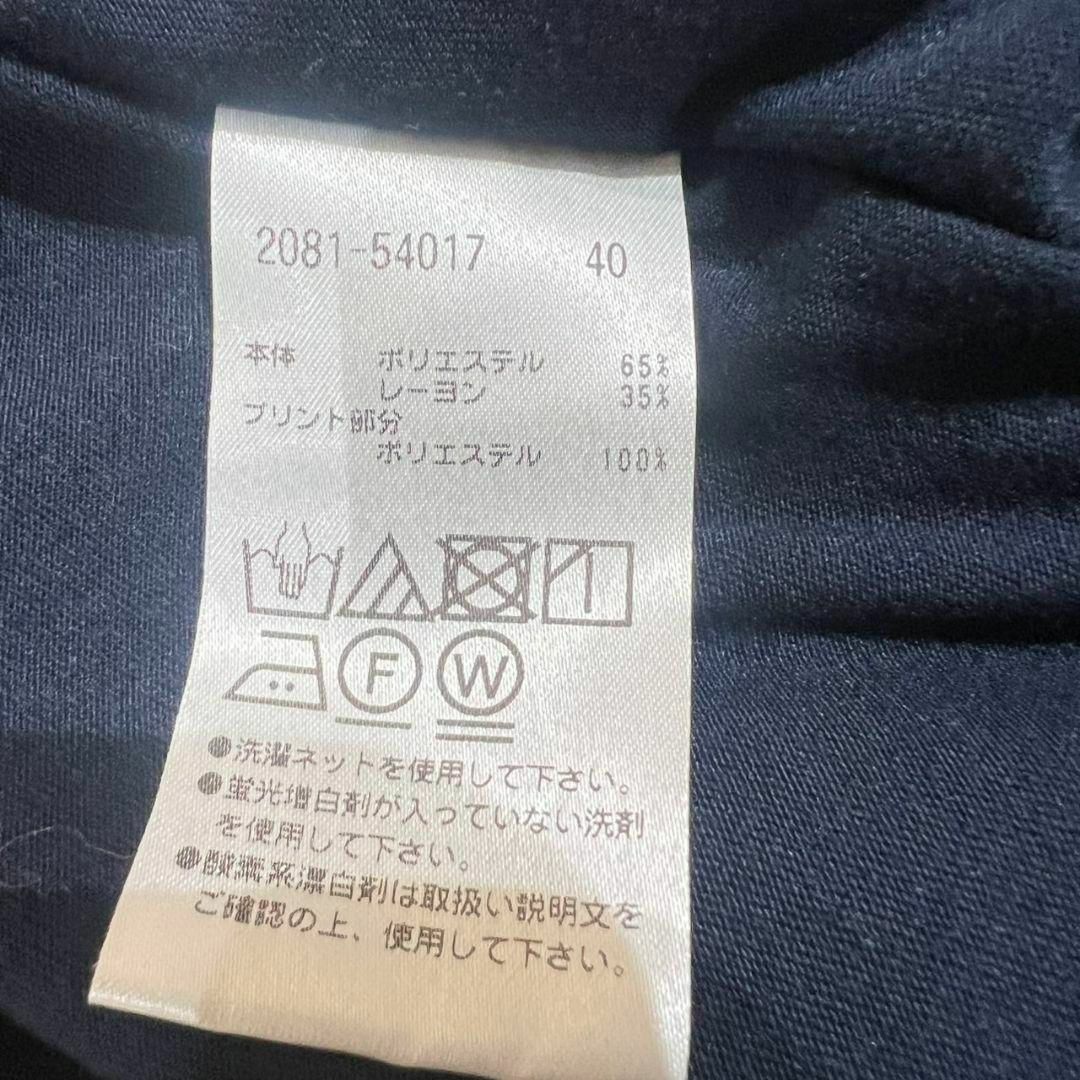 2081-54017 40
本体 ポリエステル 65%
レーヨン 35%
プリント部分
ポリエステル 100%
F W
●洗濯ネットを使用して下さい。
●蛍光増白剤が入っていない洗剤
を使用して下さい。
●酸素系漂白剤は取扱い説明文を
ご確認の上、使用して下さい。